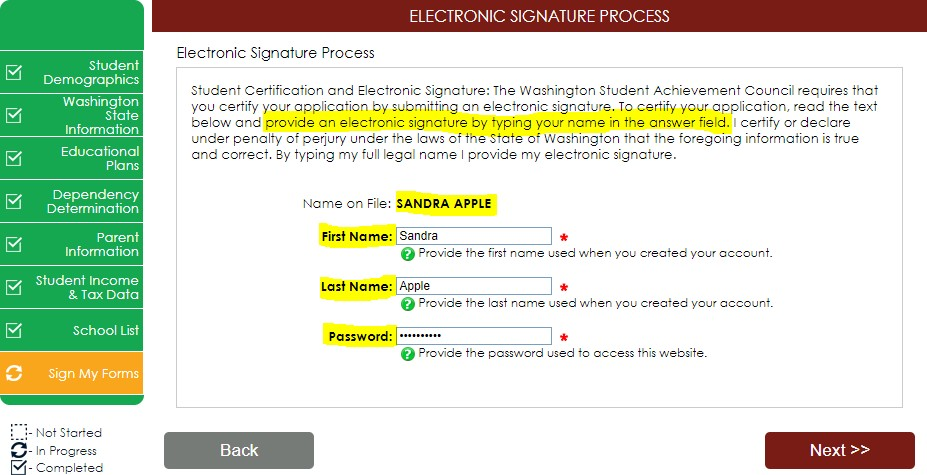 ELECTRONIC SIGNATURE PROCESS
Student
Demographics
Washington
State
Information
Educational
Plans
Dependency
Determination
Parent
Information
Student Income
& Tax Data
School List
Sign My Forms
- Not Started
- In Progress
- Completed
Electronic Signature Process
Student Certification and Electronic Signature: The Washington Student Achievement Council requires that
you certify your application by submitting an electronic signature. To certify your application, read the text
below and provide an electronic signature by typing your name in the answer field. I certify or declare
under penalty of perjury under the laws of the State of Washington that the foregoing information is true
and correct. By typing my full legal name I provide my electronic signature.
Name on File: SANDRA APPLE
First Name: Sandra *
? Provide the first name used when you created your account.
Last Name: Apple *
? Provide the last name used when you created your account.
Password: •••••••••• *
? Provide the password used to access this website.
Back
Next >>